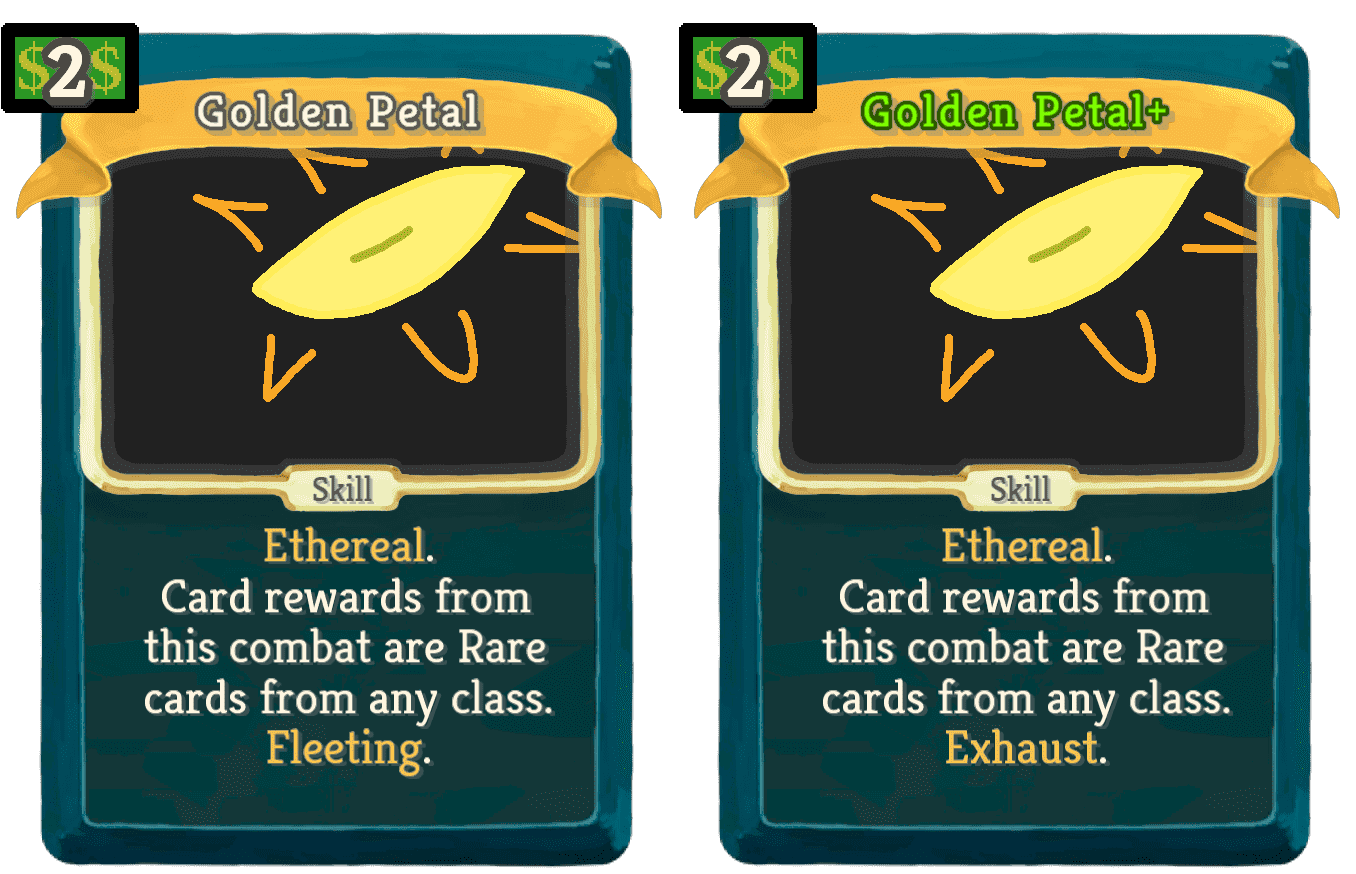 $2$
Golden Petal
Skill
Ethereal.
Card rewards from
this combat are Rare
cards from any class.
Fleeting.
$2$
Golden Petal+
Skill
Ethereal.
Card rewards from
this combat are Rare
cards from any class.
Exhaust.